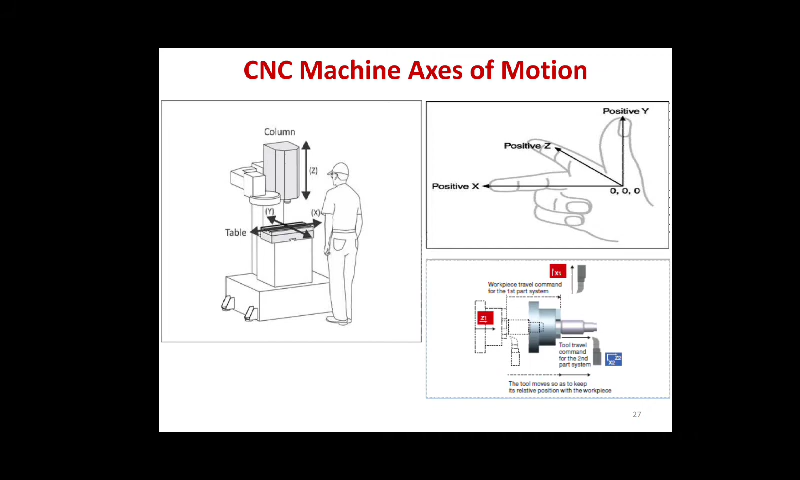 CNC Machine Axes of Motion
Column
(Z)
(Y)
(X)
Table
Positive Y
Positive Z
Positive X
0, 0, 0
X1
Workpiece travel command
for the 1st part system
Z1
Tool travel
command
for the 2nd
part system
Z2
X2
The tool moves so as to keep
its relative position with the workpiece
27